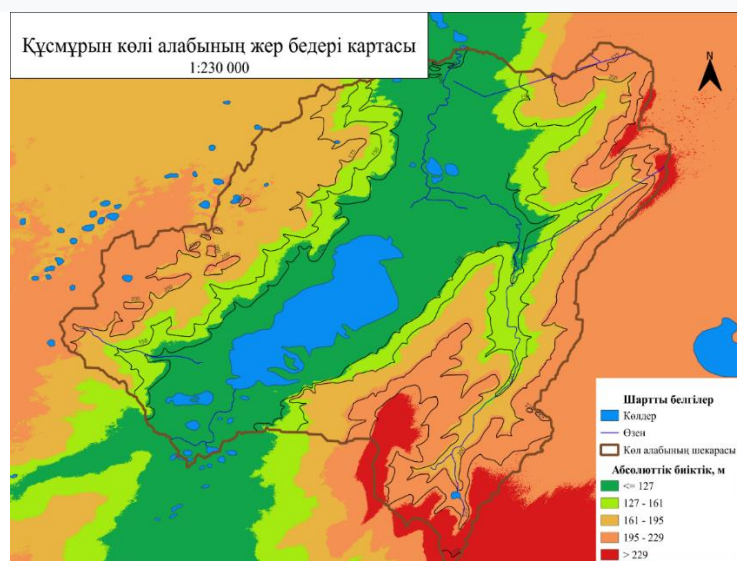 Құсмұрын көлі алабының жер бедері картасы
1:230 000
N
Шартты белгілер
Көлдер
Өзен
Көл алабының шекарасы
Абсолюттік биіктік, м
<= 127
127 - 161
161 - 195
195 - 229
> 229